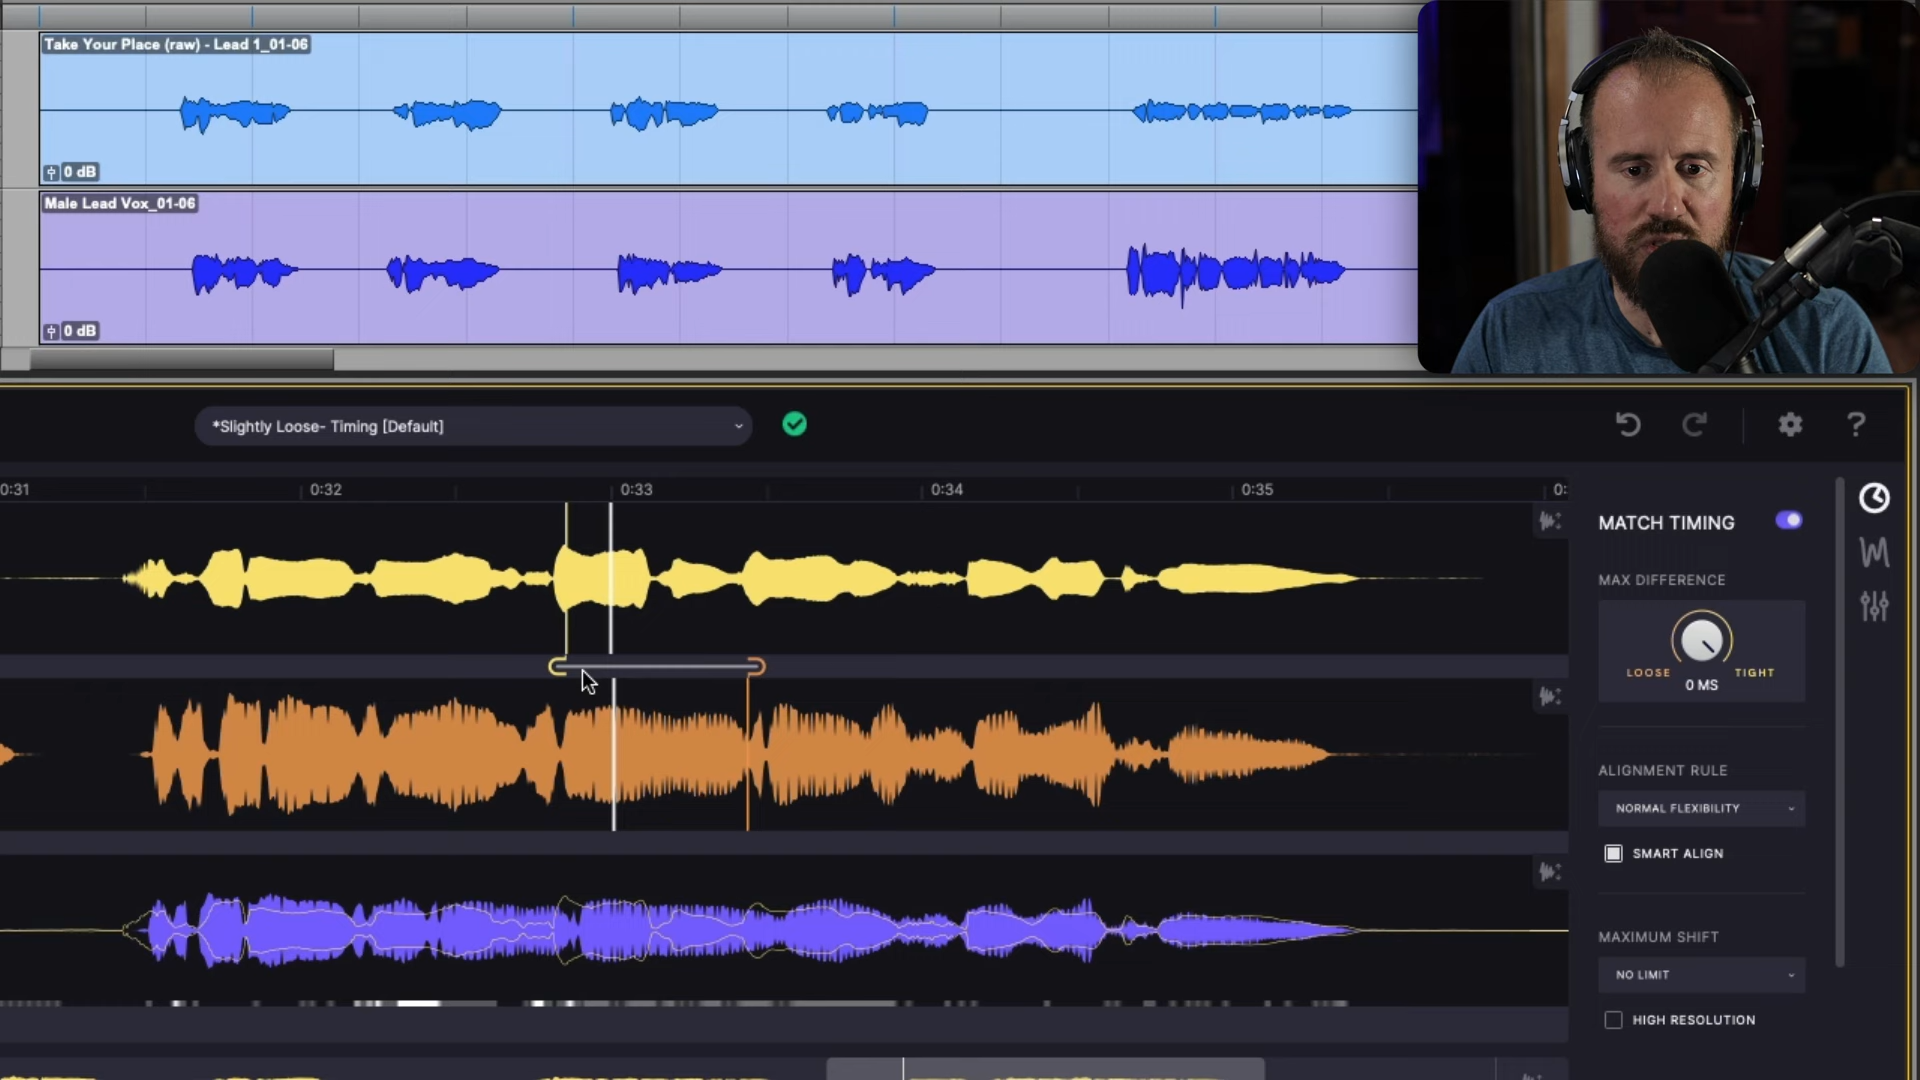 Take Your Place (raw) - Lead 1_01-06
0 dB
Male Lead Vox_01-06
0 dB
*Slightly Loose- Timing [Default]
?
0:31
0:32
0:33
0:34
0:35
0:
MATCH TIMING
MAX DIFFERENCE
LOOSE
TIGHT
0 MS
ALIGNMENT RULE
NORMAL FLEXIBILITY
SMART ALIGN
MAXIMUM SHIFT
NO LIMIT
HIGH RESOLUTION